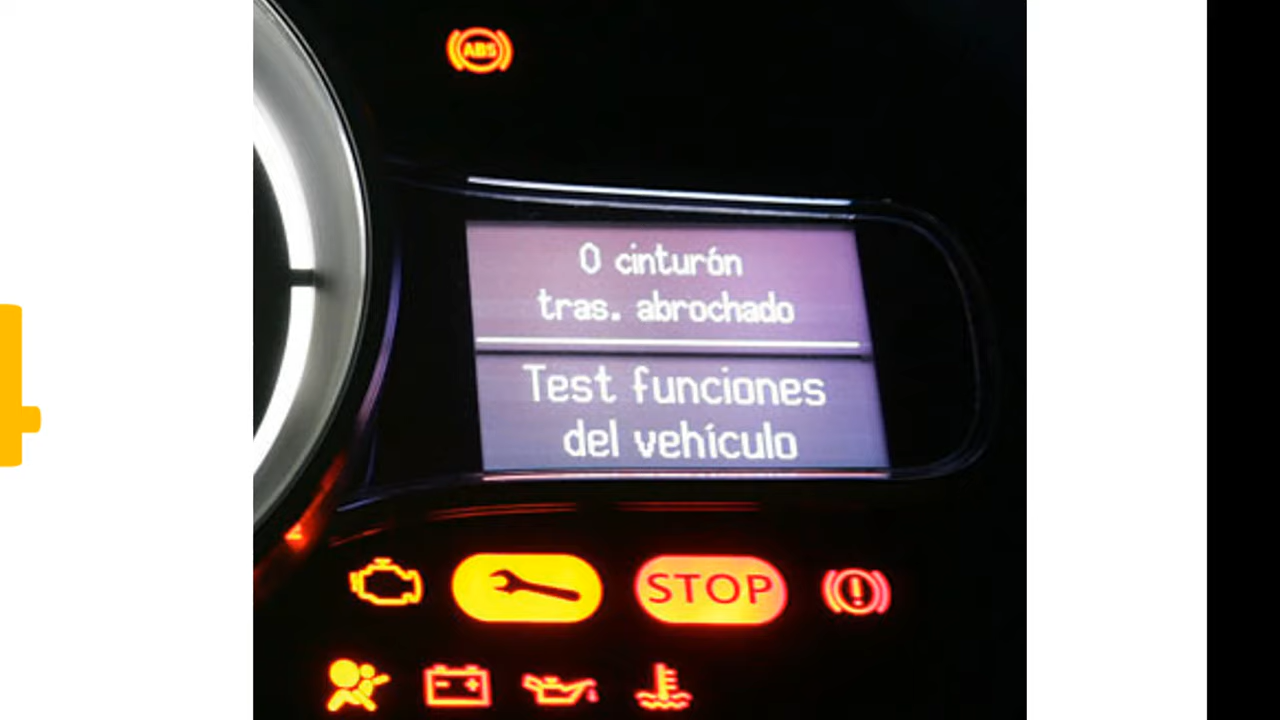 ABS
0 cinturón
tras. abrochado
Test funciones
del vehículo
STOP